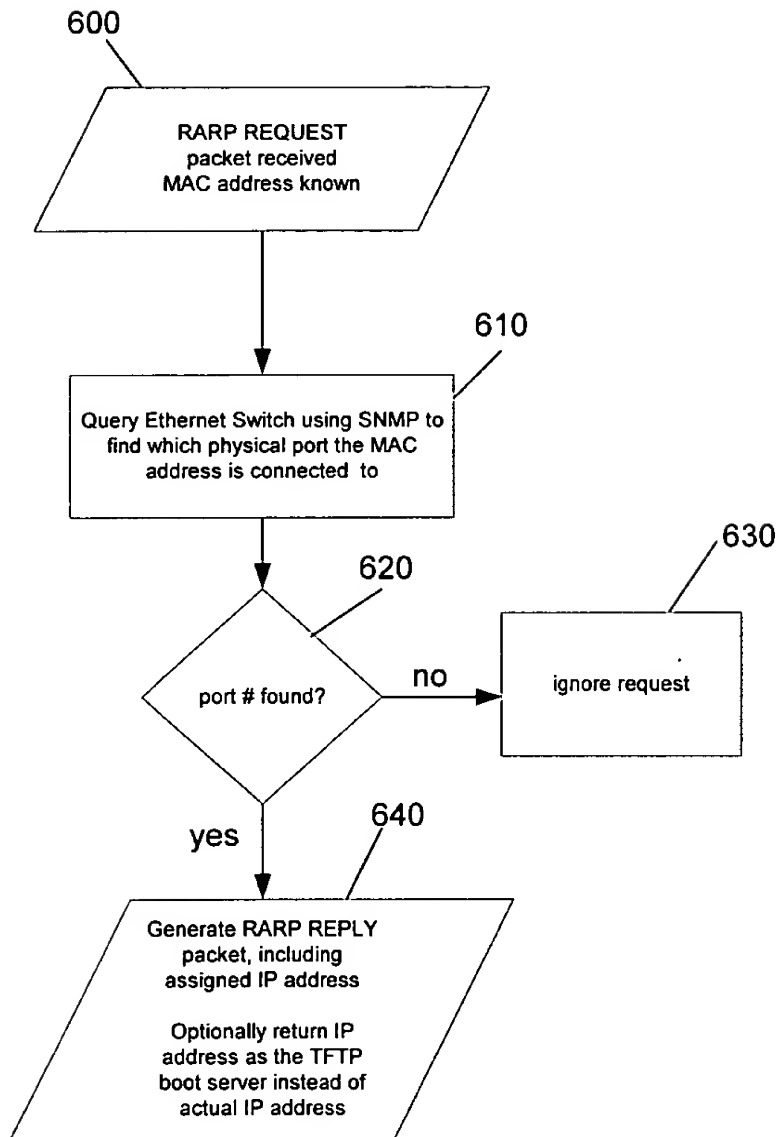 600
RARP REQUEST
packet received
MAC address known
610
Query Ethernet Switch using SNMP to
find which physical port the MAC
address is connected to
620
630
port # found?
no
ignore request
yes
640
Generate RARP REPLY
packet, including
assigned IP address
Optionally return IP
address as the TFTP
boot server instead of
actual IP address